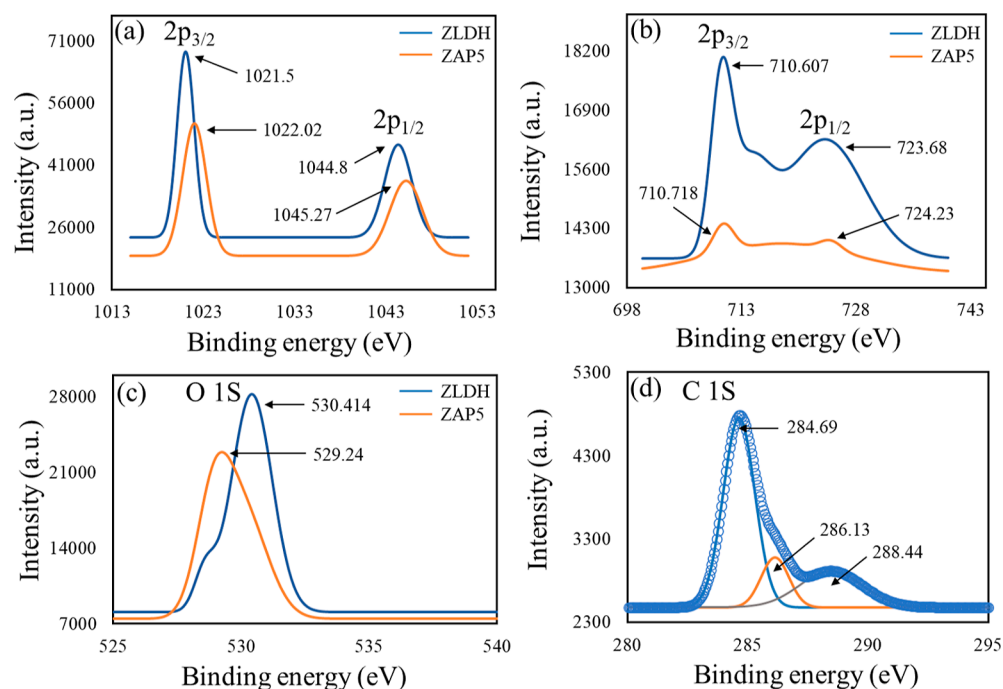 (a)
2p3/2
ZLDH
ZAP5
1021.5
1022.02
2p1/2
1044.8
1045.27
71000
56000
41000
26000
11000
Intensity (a.u.)
1013
1023
1033
1043
1053
Binding energy (eV)
(b)
2p3/2
ZLDH
ZAP5
710.607
2p1/2
723.68
710.718
724.23
18200
16900
15600
14300
13000
Intensity (a.u.)
698
713
728
743
Binding energy (eV)
(c)
O 1S
ZLDH
ZAP5
530.414
529.24
28000
21000
14000
7000
Intensity (a.u.)
525
530
535
540
Binding energy (eV)
(d)
C 1S
284.69
286.13
288.44
5300
4300
3300
2300
Intensity (a.u.)
280
285
290
295
Binding energy (eV)